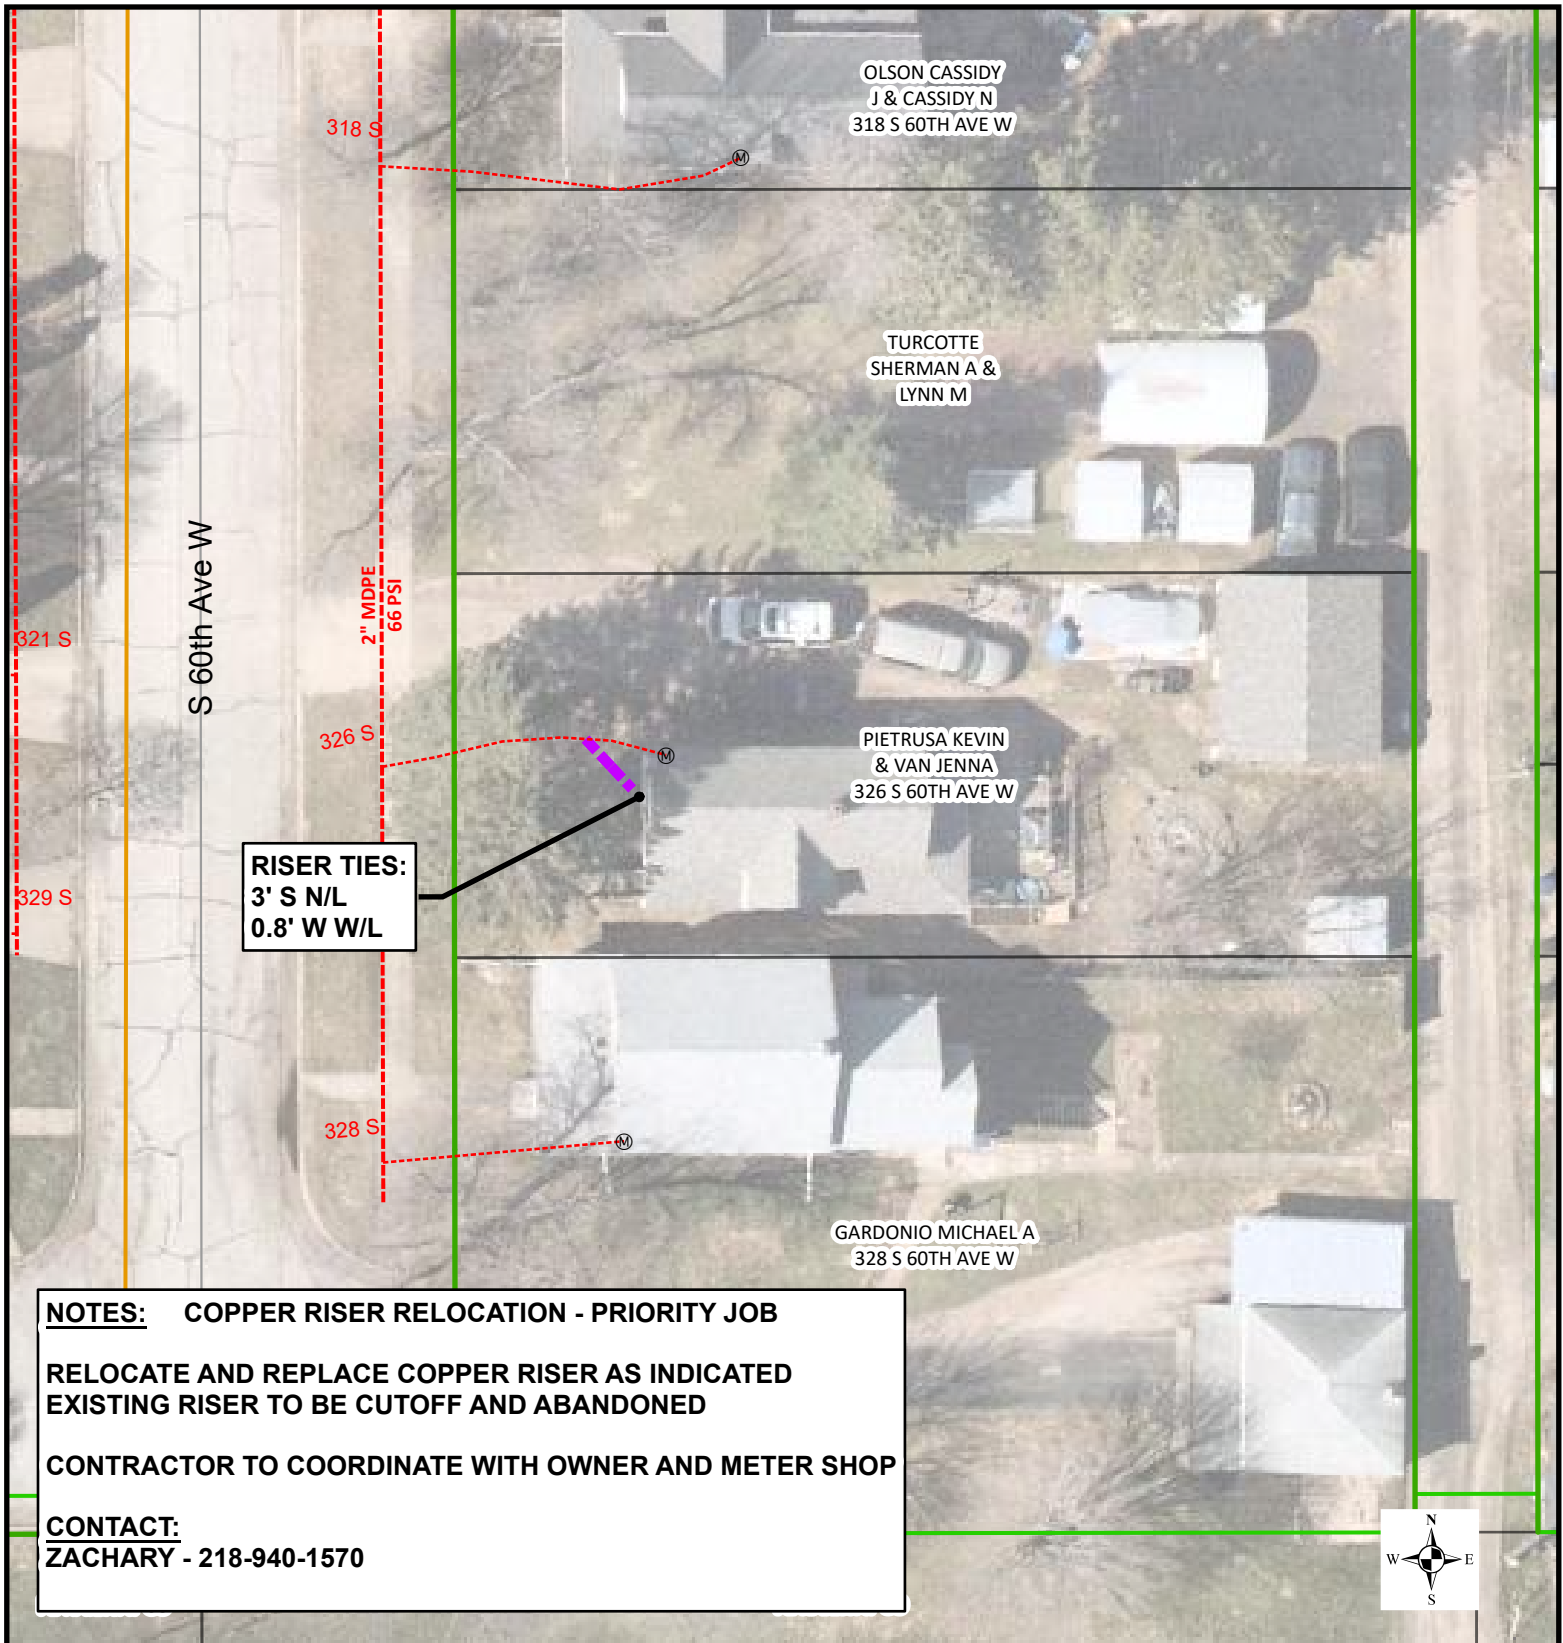 OLSON CASSIDY
J & CASSIDY N
318 S 60TH AVE W
318 S
M
TURCOTTE
SHERMAN A &
LYNN M
S 60th Ave W
2" MDPE
66 PSI
321 S
326 S
M
PIETRUSA KEVIN
& VAN JENNA
326 S 60TH AVE W
RISER TIES:
3' S N/L
0.8' W W/L
329 S
328 S
M
GARDONIO MICHAEL A
328 S 60TH AVE W
NOTES: COPPER RISER RELOCATION - PRIORITY JOB
RELOCATE AND REPLACE COPPER RISER AS INDICATED
EXISTING RISER TO BE CUTOFF AND ABANDONED
CONTRACTOR TO COORDINATE WITH OWNER AND METER SHOP
CONTACT:
ZACHARY - 218-940-1570
N
W E
S